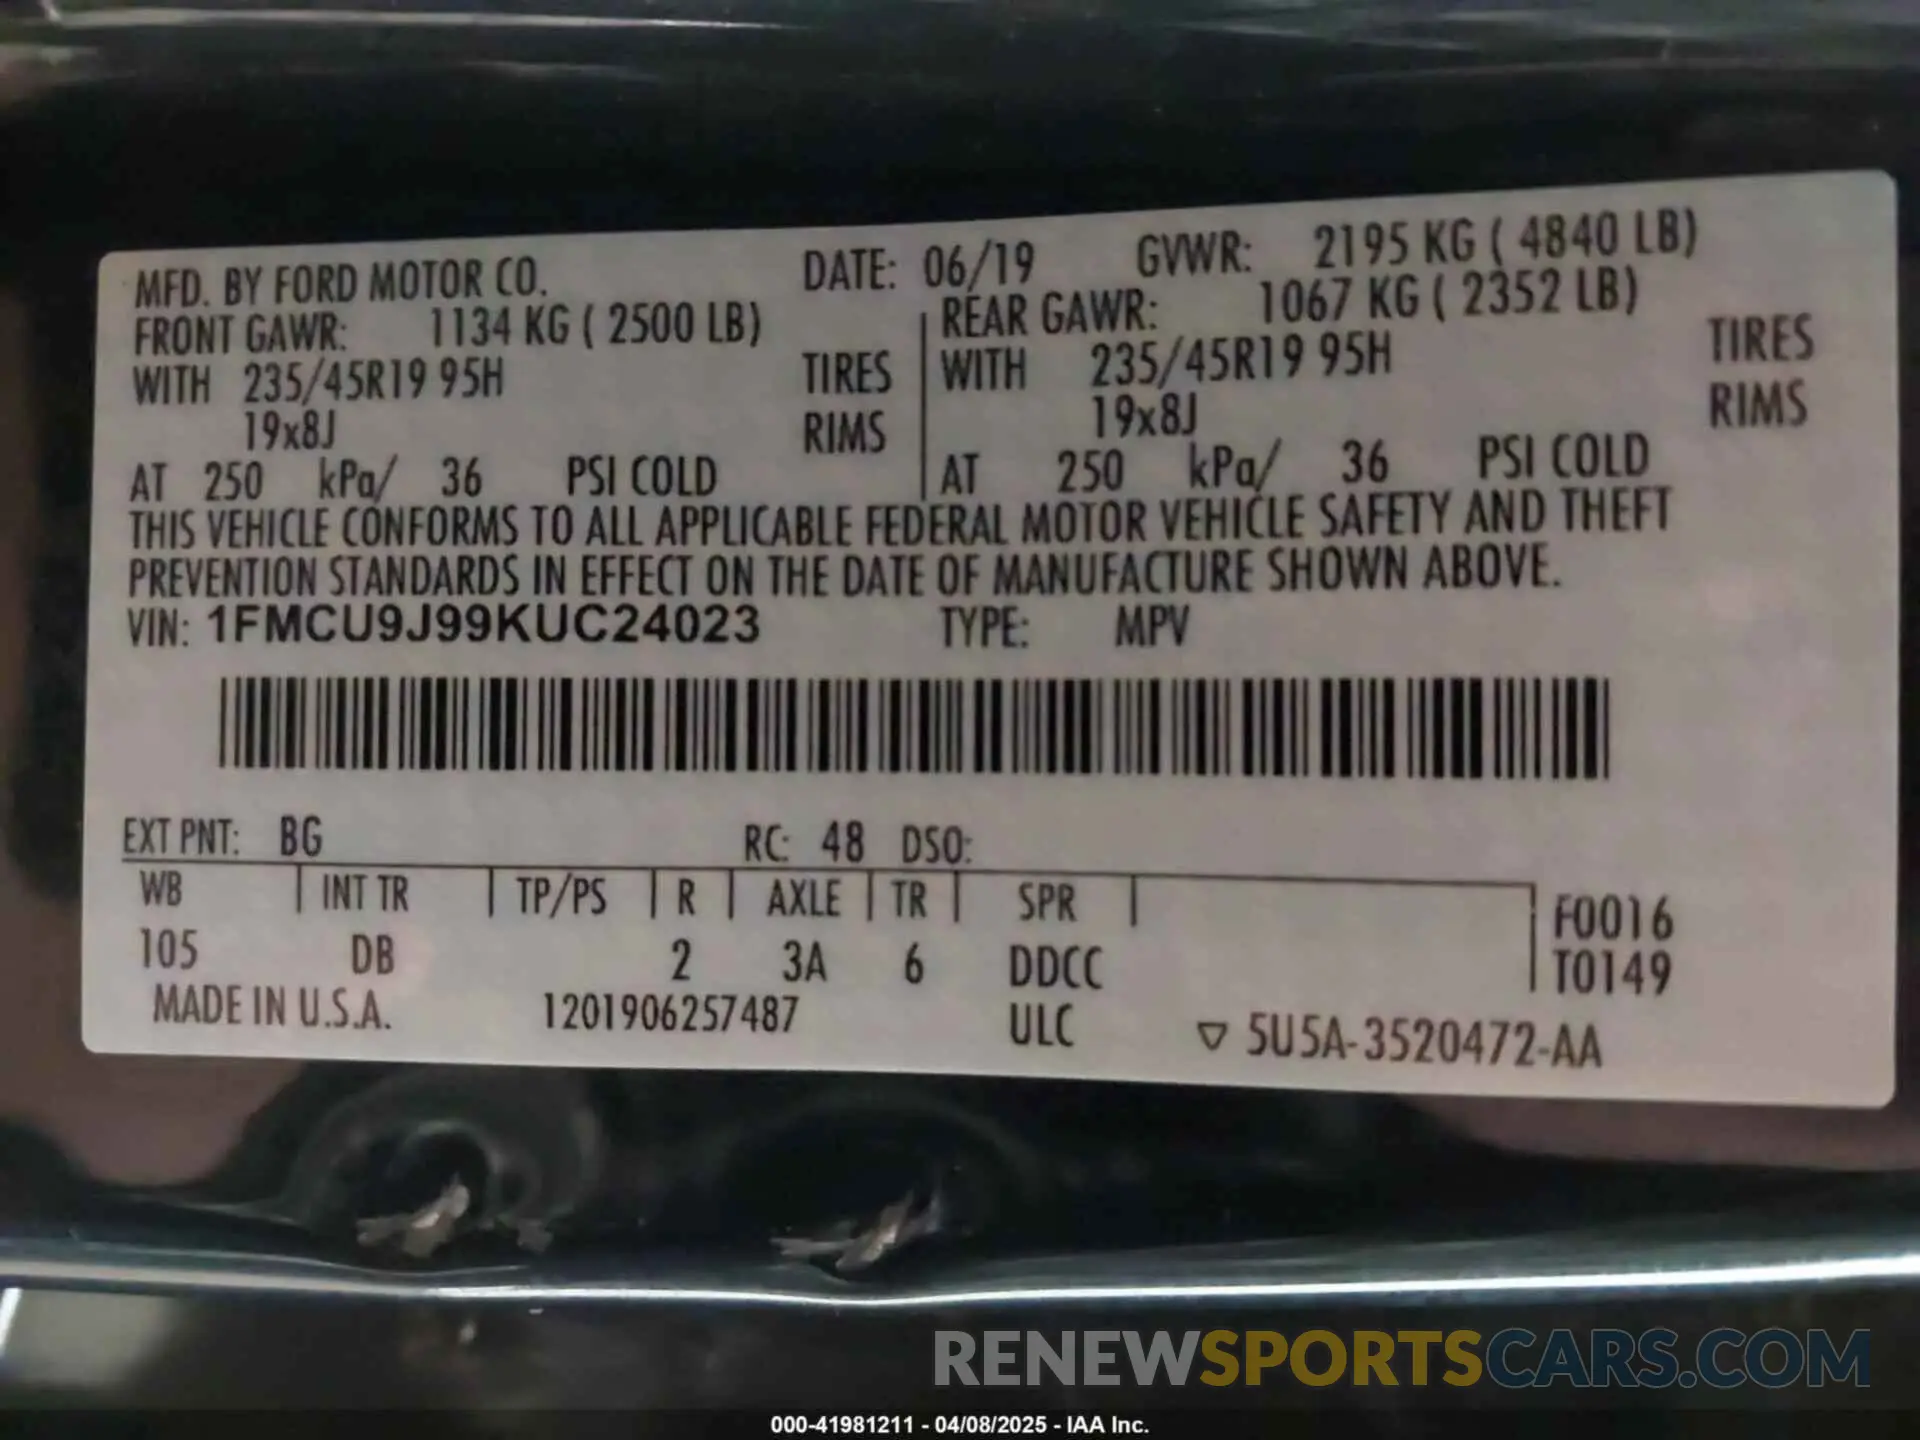 MFD. BY FORD MOTOR CO. DATE: 06/19 GVWR: 2195 KG ( 4840 LB)
FRONT GAWR: 1134 KG ( 2500 LB) REAR GAWR: 1067 KG ( 2352 LB)
WITH 235/45R19 95H TIRES WITH 235/45R19 95H TIRES
19x8J RIMS 19x8J RIMS
AT 250 kPa/ 36 PSI COLD AT 250 kPa/ 36 PSI COLD
THIS VEHICLE CONFORMS TO ALL APPLICABLE FEDERAL MOTOR VEHICLE SAFETY AND THEFT
PREVENTION STANDARDS IN EFFECT ON THE DATE OF MANUFACTURE SHOWN ABOVE.
VIN: 1FMCU9J99KUC24023 TYPE: MPV
EXT PNT: BG RC: 48 DSO:
WB INT TR TP/PS R AXLE TR SPR F0016
105 DB 2 3A 6 DDCC T0149
MADE IN U.S.A. 1201906257487 ULC ▽ 5U5A-3520472-AA
RENEWSPORTSCARS.COM
000-41981211 - 04/08/2025 - IAA Inc.